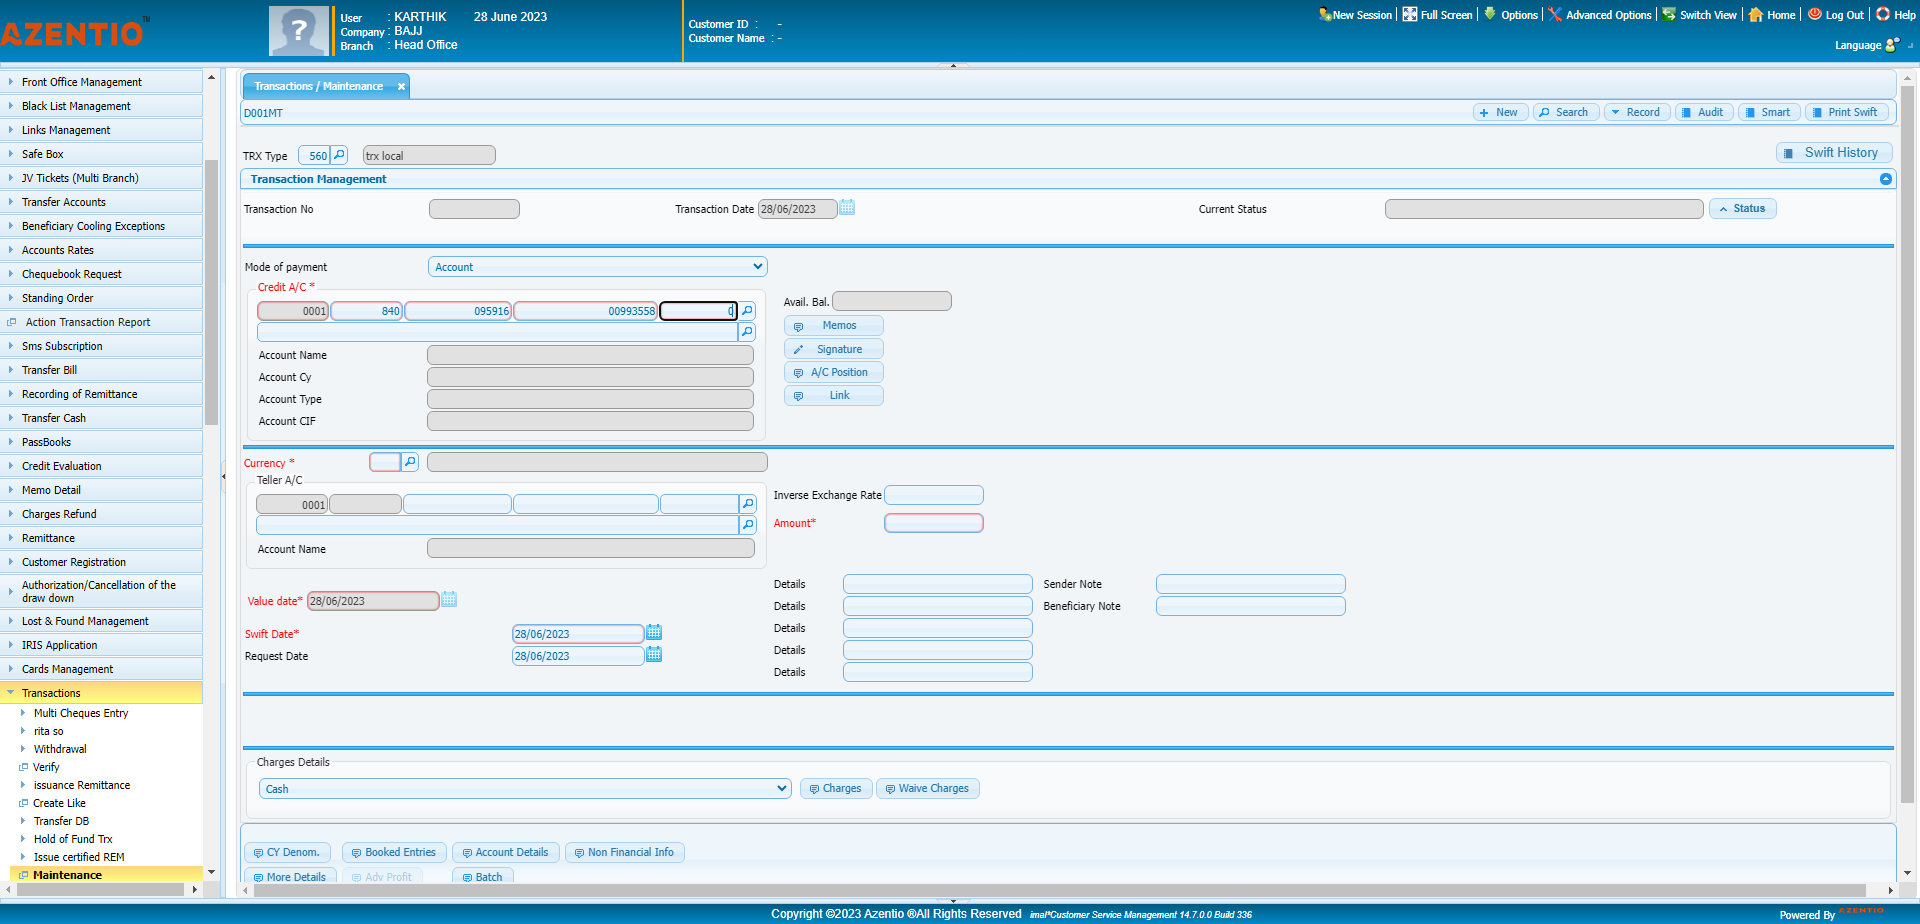 AZENTIO TM
User : KARTHIK 28 June 2023
Company : BAJJ
Branch : Head Office
Customer ID : -
Customer Name : -
New Session Full Screen Options Advanced Options Switch View Home Log Out Help
Language
Front Office Management
Black List Management
Links Management
Safe Box
JV Tickets (Multi Branch)
Transfer Accounts
Beneficiary Cooling Exceptions
Accounts Rates
Chequebook Request
Standing Order
Action Transaction Report
Sms Subscription
Transfer Bill
Recording of Remittance
Transfer Cash
PassBooks
Credit Evaluation
Memo Detail
Charges Refund
Remittance
Customer Registration
Authorization/Cancellation of the
draw down
Lost & Found Management
IRIS Application
Cards Management
Transactions
Multi Cheques Entry
rita so
Withdrawal
Verify
issuance Remittance
Create Like
Transfer DB
Hold of Fund Trx
Issue certified REM
Maintenance
Transactions / Maintenance
D001MT
New Search Record Audit Smart Print Swift
TRX Type 560 trx local
Swift History
Transaction Management
Transaction No Transaction Date 28/06/2023 Current Status Status
Mode of payment Account
Credit A/C *
0001 840 095916 00993558 0
Avail. Bal.
Memos
Signature
A/C Position
Link
Account Name
Account Cy
Account Type
Account CIF
Currency *
Teller A/C
0001
Account Name
Inverse Exchange Rate
Amount*
Value date* 28/06/2023
Swift Date* 28/06/2023
Request Date 28/06/2023
Details Sender Note
Details Beneficiary Note
Details
Details
Details
Charges Details
Cash Charges Waive Charges
CY Denom. Booked Entries Account Details Non Financial Info
More Details Adv Profit Batch
Copyright ©2023 Azentio ®All Rights Reserved imal*Customer Service Management 14.7.0.0 Build 336
Powered By AZENTIO